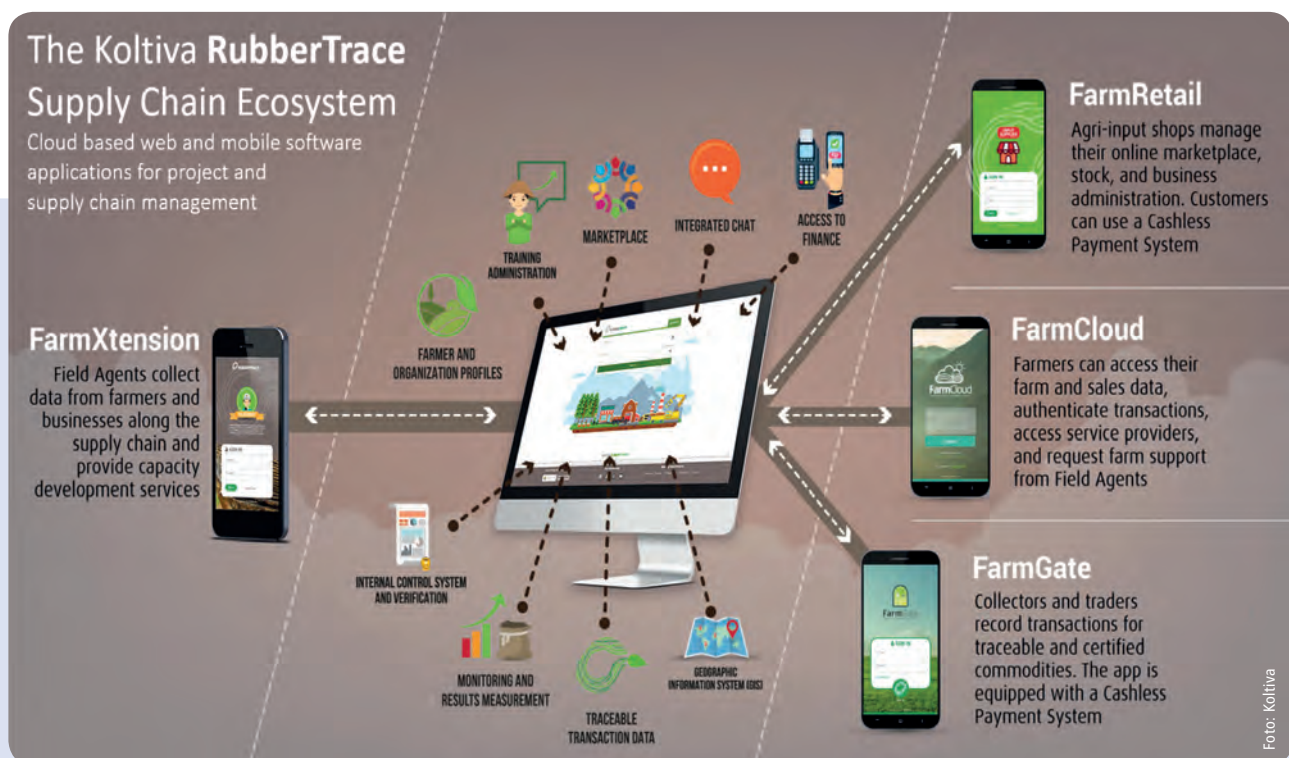 The Koltiva RubberTrace
Supply Chain Ecosystem
Cloud based web and mobile software
applications for project and
supply chain management
FarmXtension
Field Agents collect
data from farmers and
businesses along the
supply chain and
provide capacity
development services
FARMER AND
ORGANIZATION PROFILES
TRAINING
ADMINISTRATION
MARKETPLACE
INTEGRATED CHAT
ACCESS TO
FINANCE
INTERNAL CONTROL SYSTEM
AND VERIFICATION
MONITORING AND
RESULTS MEASUREMENT
TRACEABLE
TRANSACTION DATA
GEOGRAPHIC
INFORMATION SYSTEM (GIS)
FarmRetail
Agri-input shops manage
their online marketplace,
stock, and business
administration. Customers
can use a Cashless
Payment System
FarmCloud
FarmCloud
Farmers can access their
farm and sales data,
authenticate transactions,
access service providers,
and request farm support
from Field Agents
FarmGate
Collectors and traders
record transactions for
traceable and certified
commodities. The app is
equipped with a Cashless
Payment System
Foto: Koltiva